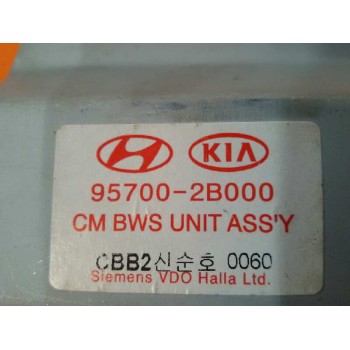 KIA
95700-2B000
CM BWS UNIT ASS'Y
CBB2신순호 0060
Siemens VDO Halla Ltd.